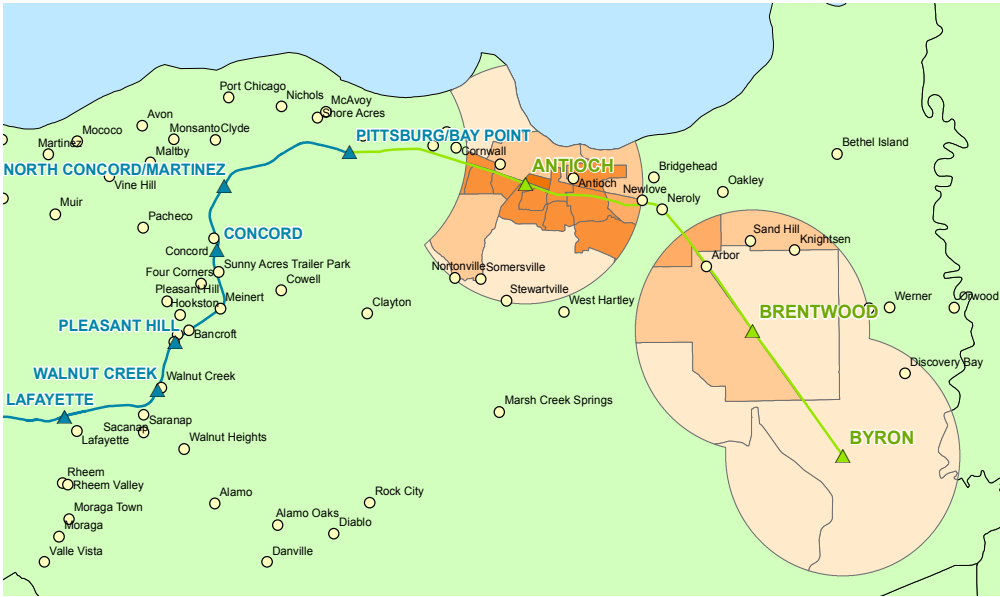 Port Chicago
Nichols
McAvoy
Shore Acres
Avon
Mococo
Monsanto
Clyde
PITTSBURG/BAY POINT
Martinez
Maltby
Cornwall
Bethel Island
NORTH CONCORD/MARTINEZ
ANTIOCH
Bridgehead
Vine Hill
Antioch
Newlove
Oakley
Muir
Neroly
Pacheco
CONCORD
Sand Hill
Knightsen
Concord
Arbor
Four Corners
Sunny Acres Trailer Park
Nortonville
Somersville
Pleasant Hill
Cowell
Stewartville
Hookston
Meinert
Clayton
West Hartley
Werner
Orwood
BRENTWOOD
PLEASANT HILL
Bancroft
Discovery Bay
WALNUT CREEK
Walnut Creek
LAFAYETTE
Marsh Creek Springs
Saranap
Sacanap
Lafayette
Walnut Heights
BYRON
Rheem
Rheem Valley
Alamo
Rock City
Moraga Town
Moraga
Alamo Oaks
Diablo
Valle Vista
Danville